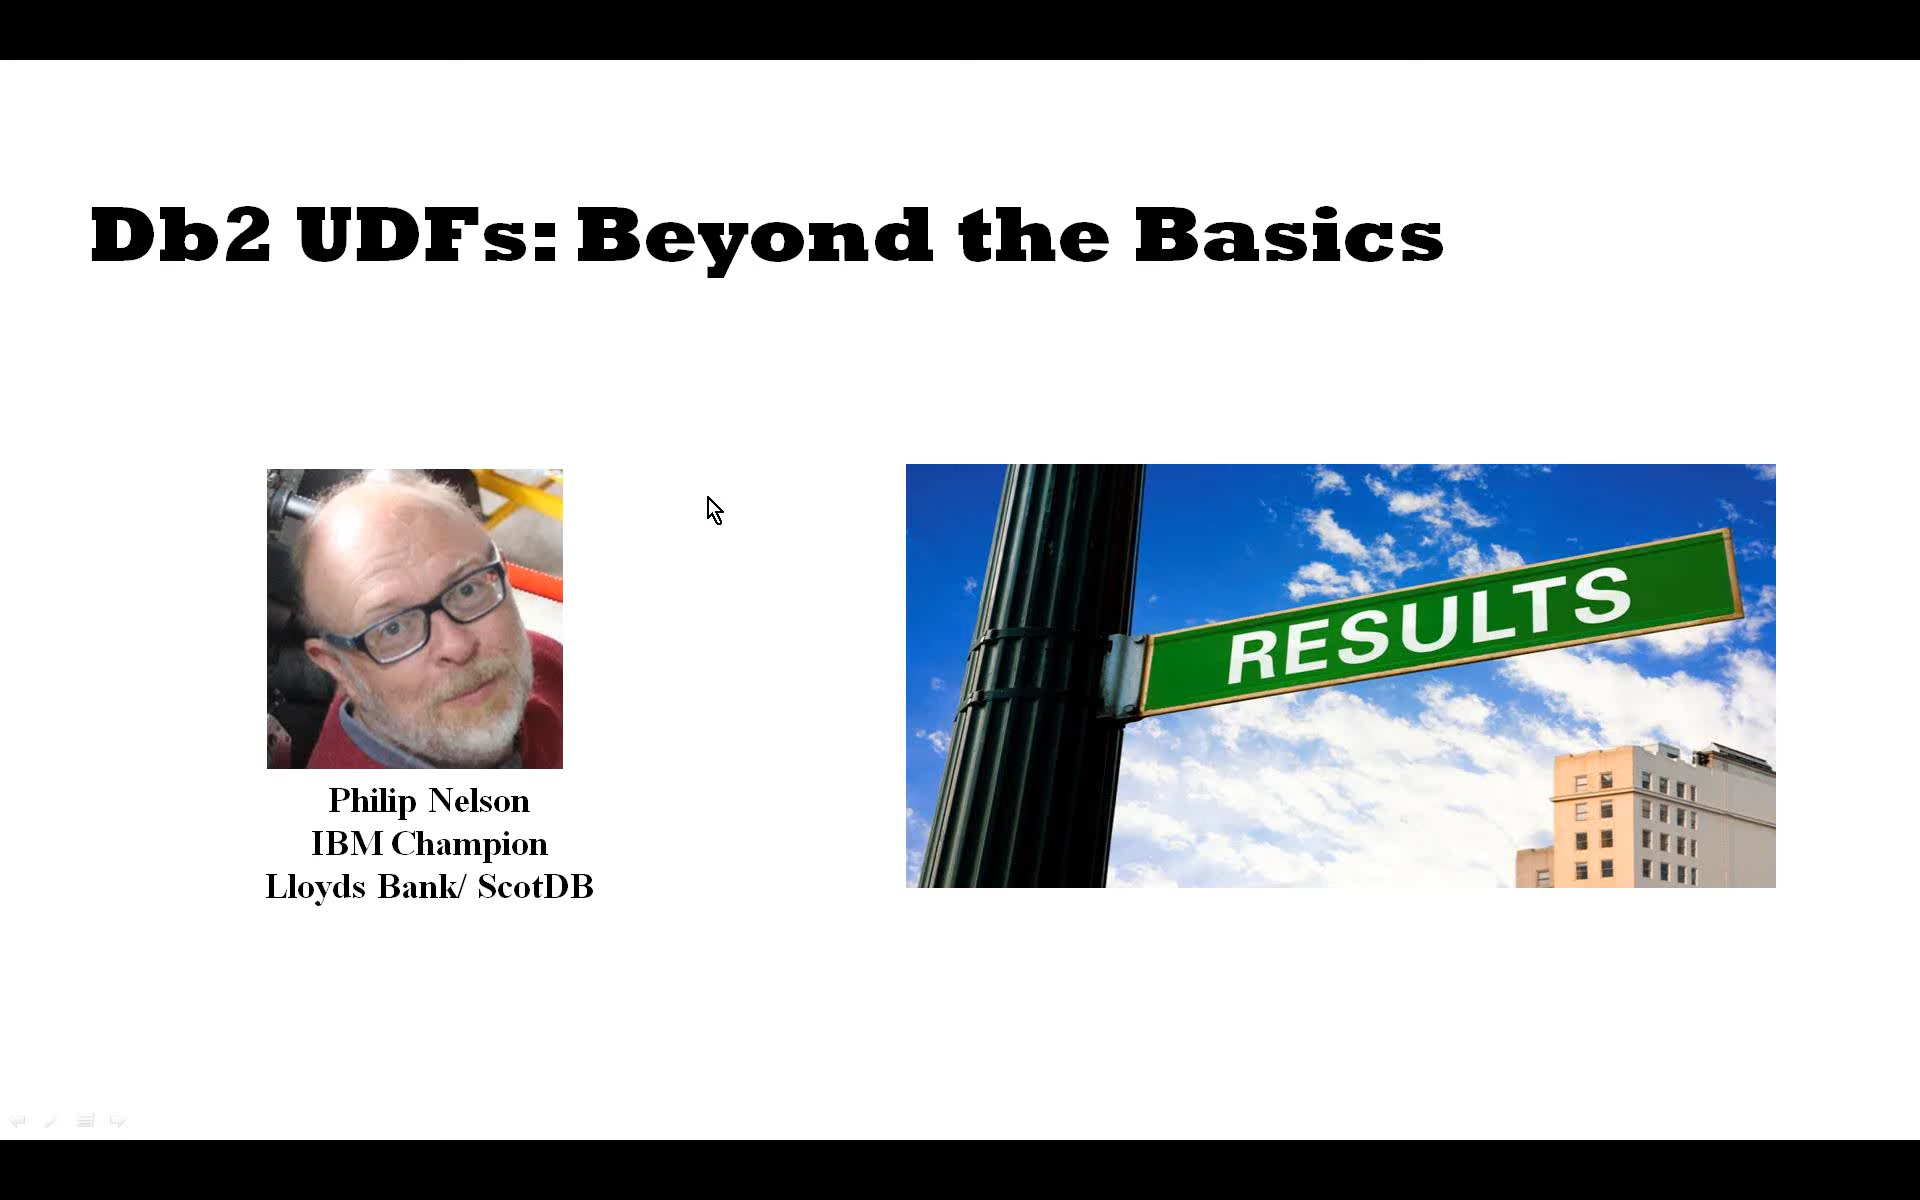 Db2 UDFs: Beyond the Basics
RESULTS
Philip Nelson
IBM Champion
Lloyds Bank/ ScotDB